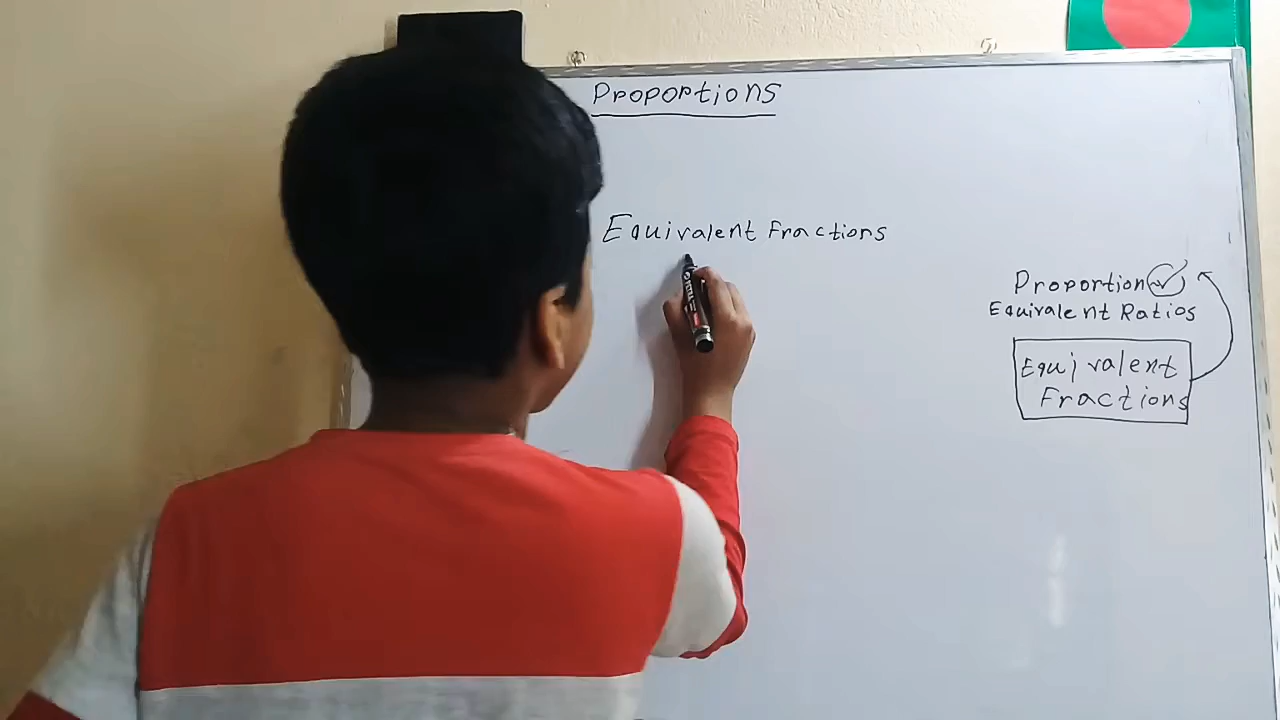 Proportions
Equivalent Fractions
Proportion
Equivalent Ratios
Equivalent
Fractions